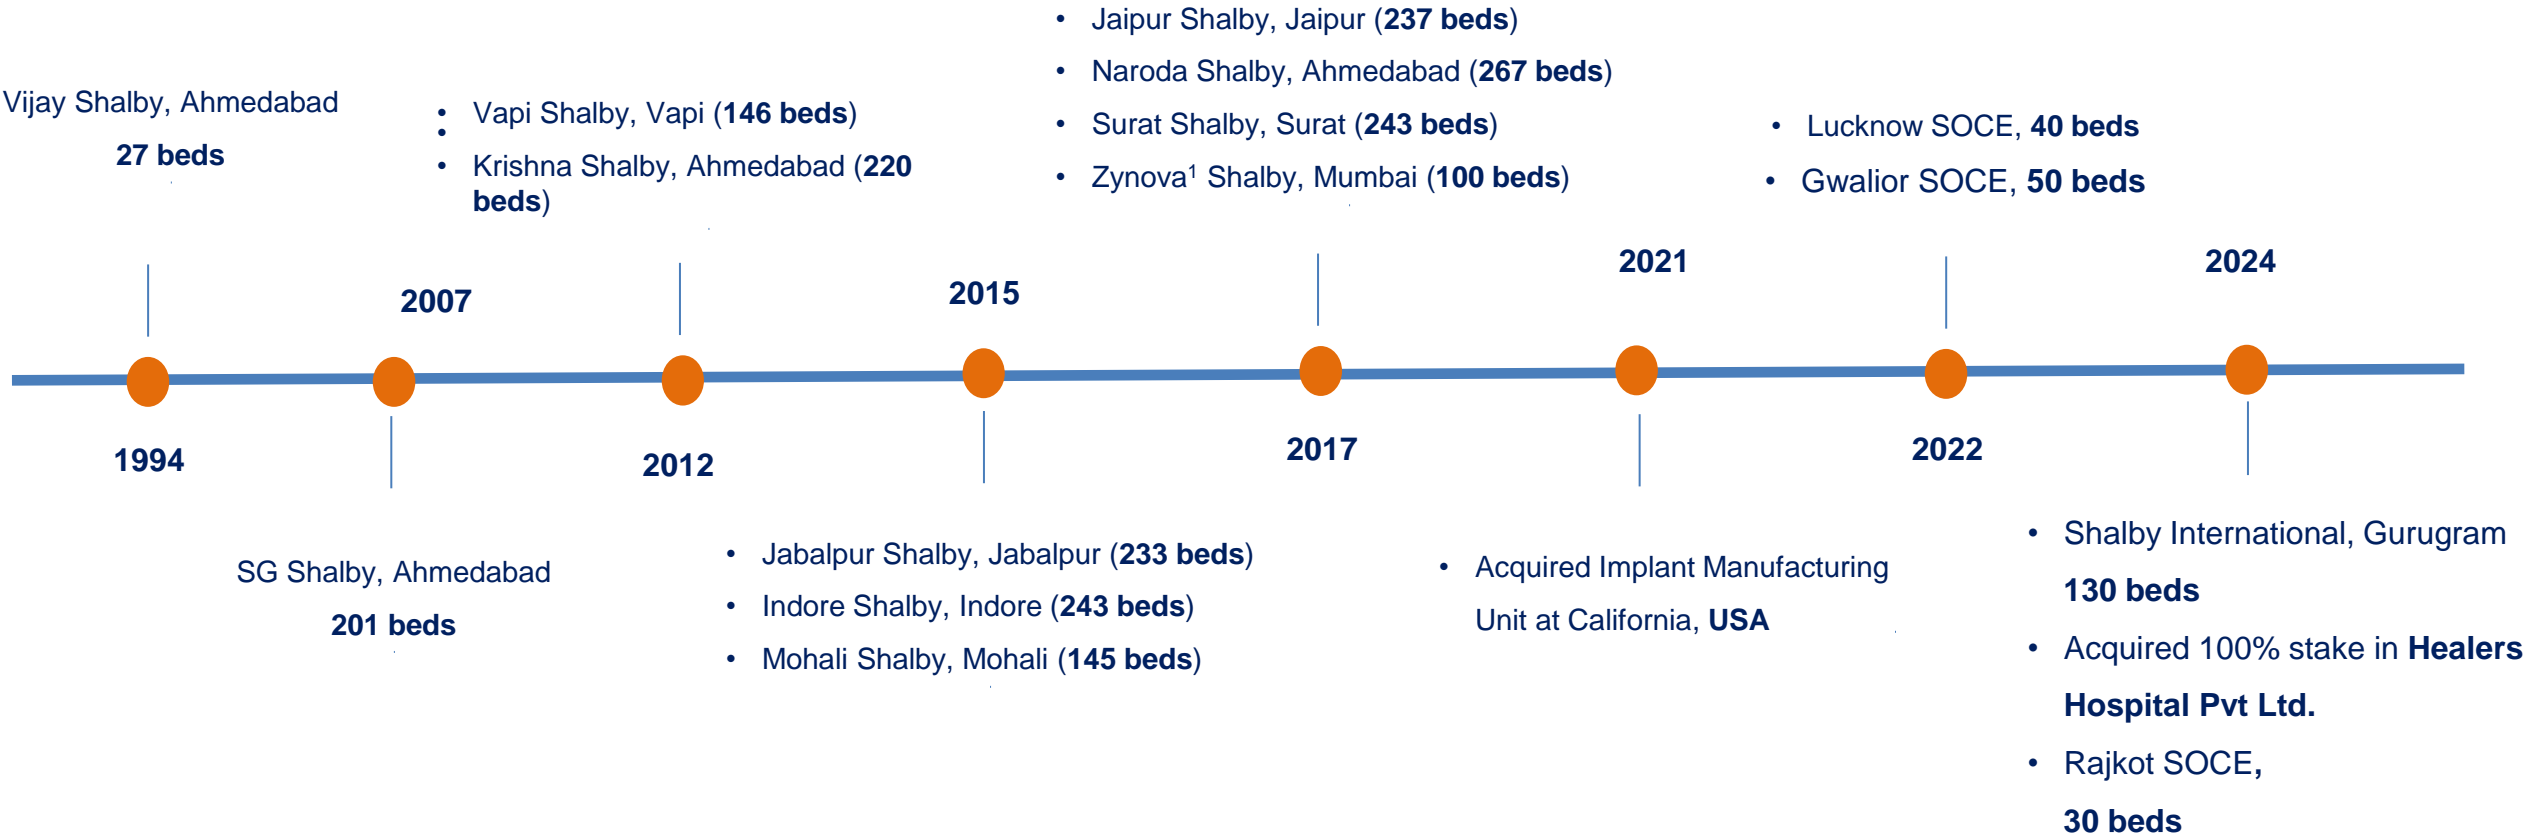 • Jaipur Shalby, Jaipur (237 beds)
• Naroda Shalby, Ahmedabad (267 beds)
• Surat Shalby, Surat (243 beds)
• Zynova¹ Shalby, Mumbai (100 beds)
Vijay Shalby, Ahmedabad
27 beds
• Vapi Shalby, Vapi (146 beds)
•
• Krishna Shalby, Ahmedabad (220
beds)
• Lucknow SOCE, 40 beds
• Gwalior SOCE, 50 beds
2007
2015
2021
2024
1994
2012
2017
2022
SG Shalby, Ahmedabad
201 beds
• Jabalpur Shalby, Jabalpur (233 beds)
• Indore Shalby, Indore (243 beds)
• Mohali Shalby, Mohali (145 beds)
• Acquired Implant Manufacturing
Unit at California, USA
• Shalby International, Gurugram
130 beds
• Acquired 100% stake in Healers
Hospital Pvt Ltd.
• Rajkot SOCE,
30 beds